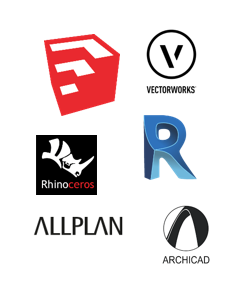 VECTORWORKS
Rhinoceros
R
ALLPLAN
ARCHICAD